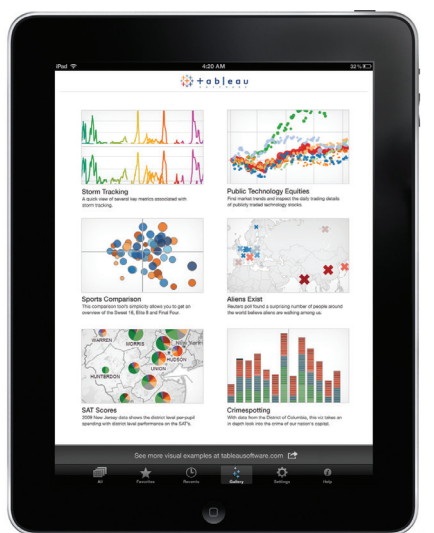 iPad 4:20 AM 32%
+ a b | e a u
S O F T W A R E
Storm Tracking
A quick view of several key metrics associated with
storm tracking.
Public Technology Equities
Find market trends and inspect the daily trading details
of publicly traded technology stocks.
Sports Comparison
This comparison tool's simplicity allows you to get an
overview of the Sweet 16, Elite 8 and Final Four.
Aliens Exist
Reuters poll found a surprising number of people around
the world believe aliens are walking among us.
WARREN
MORRIS
New York
HUDSON
UNION
HUNTERDON
SAT Scores
2009 New Jersey data shows the district level per-pupil
spending with district level performance on the SAT's.
Crimespotting
With data from the District of Columbia, this viz takes an
in depth look into the crime of our nation's capital.
See more visual examples at tableausoftware.com
All Favorites Recents Gallery Settings Help